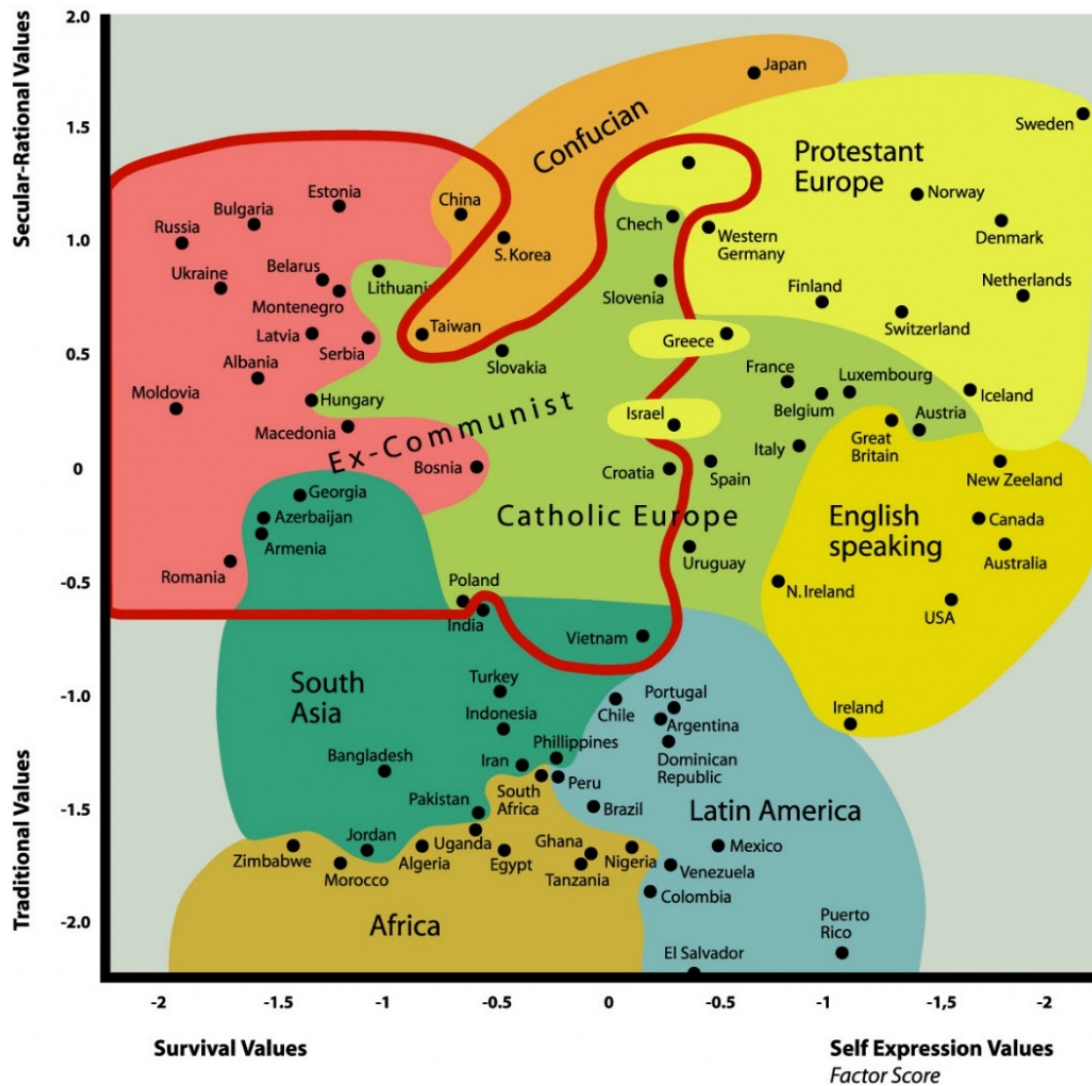 Secular-Rational Values
Traditional Values
2.0
1.5
1.0
0.5
0
-0.5
-1.0
-1.5
-2.0
Japan
Confucian
Sweden
Protestant
Europe
Estonia
China
Norway
Bulgaria
Russia
S. Korea
Chech
Western
Germany
Denmark
Ukraine
Belarus
Lithuani
Montenegro
Slovenia
Finland
Netherlands
Switzerland
Latvia
Serbia
Taiwan
Slovakia
Greece
Albania
France
Luxembourg
Belgium
Iceland
Moldovia
Hungary
Israel
Austria
Macedonia
Ex-Communist
Italy
Great
Britain
Bosnia
Croatia
Spain
New Zeeland
Georgia
Azerbaijan
Armenia
Catholic Europe
English
speaking
Canada
Australia
Romania
Uruguay
Poland
India
N. Ireland
USA
Vietnam
South
Asia
Turkey
Indonesia
Chile
Portugal
Argentina
Dominican
Republic
Ireland
Bangladesh
Iran
Phillippines
Peru
South
Africa
Pakistan
Brazil
Latin America
Jordan
Uganda
Ghana
Mexico
Zimbabwe
Morocco
Algeria
Egypt
Tanzania
Nigeria
Venezuela
Colombia
Africa
Puerto
Rico
El Salvador
-2
-1.5
-1
-0.5
0
-0.5
-1
-1,5
-2
Survival Values
Self Expression Values
Factor Score